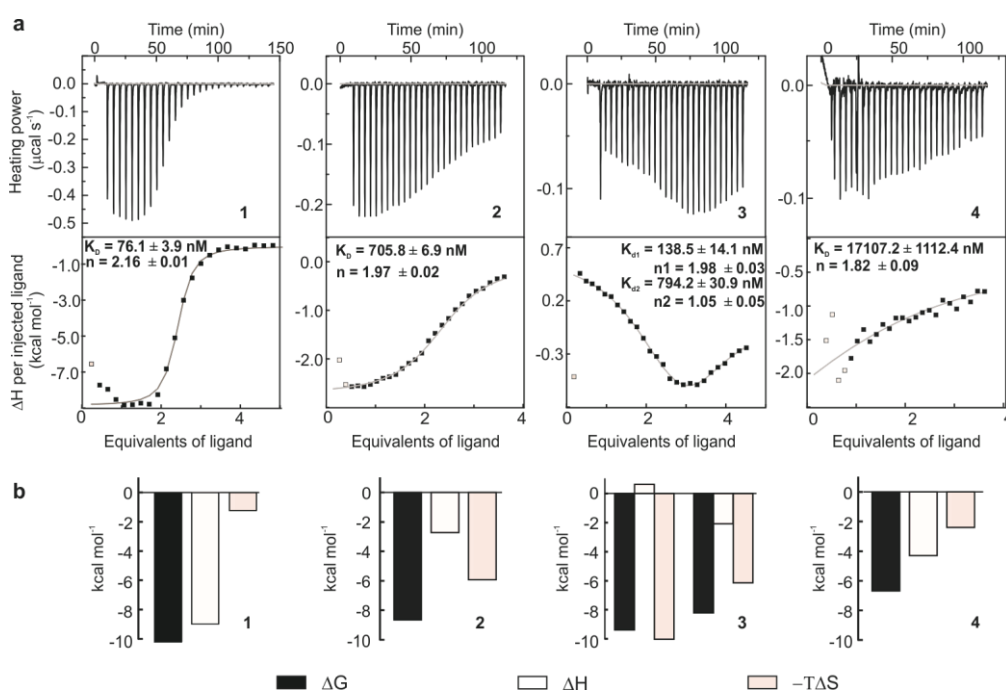 a
Time (min)
Time (min)
Time (min)
Time (min)
0 50 100 150
0 50 100
0 50 100
0 50 100
Heating power
(μcal s⁻¹)
0.0
-0.1
-0.2
-0.3
-0.4
-0.5
1
0.0
-0.1
-0.2
2
0.0
-0.1
3
0.0
-0.1
4
ΔH per injected ligand
(kcal mol⁻¹)
K_D = 76.1 ± 3.9 nM
n = 2.16 ± 0.01
-1.0
-3.0
-5.0
-7.0
0 2 4
Equivalents of ligand
K_D = 705.8 ± 6.9 nM
n = 1.97 ± 0.02
0.0
-1.0
-2.0
0 2 4
Equivalents of ligand
K_d1 = 138.5 ± 14.1 nM
n1 = 1.98 ± 0.03
K_d2 = 794.2 ± 30.9 nM
n2 = 1.05 ± 0.05
0.7
0.2
-0.3
0 2 4
Equivalents of ligand
K_D = 17107.2 ± 1112.4 nM
n = 1.82 ± 0.09
-0.5
-1.0
-1.5
-2.0
0 2 4
Equivalents of ligand
b
kcal mol⁻¹
0
-2
-4
-6
-8
-10
1
kcal mol⁻¹
0
-2
-4
-6
-8
-10
2
kcal mol⁻¹
0
-2
-4
-6
-8
-10
3
kcal mol⁻¹
0
-2
-4
-6
-8
-10
4
ΔG ΔH −TΔS